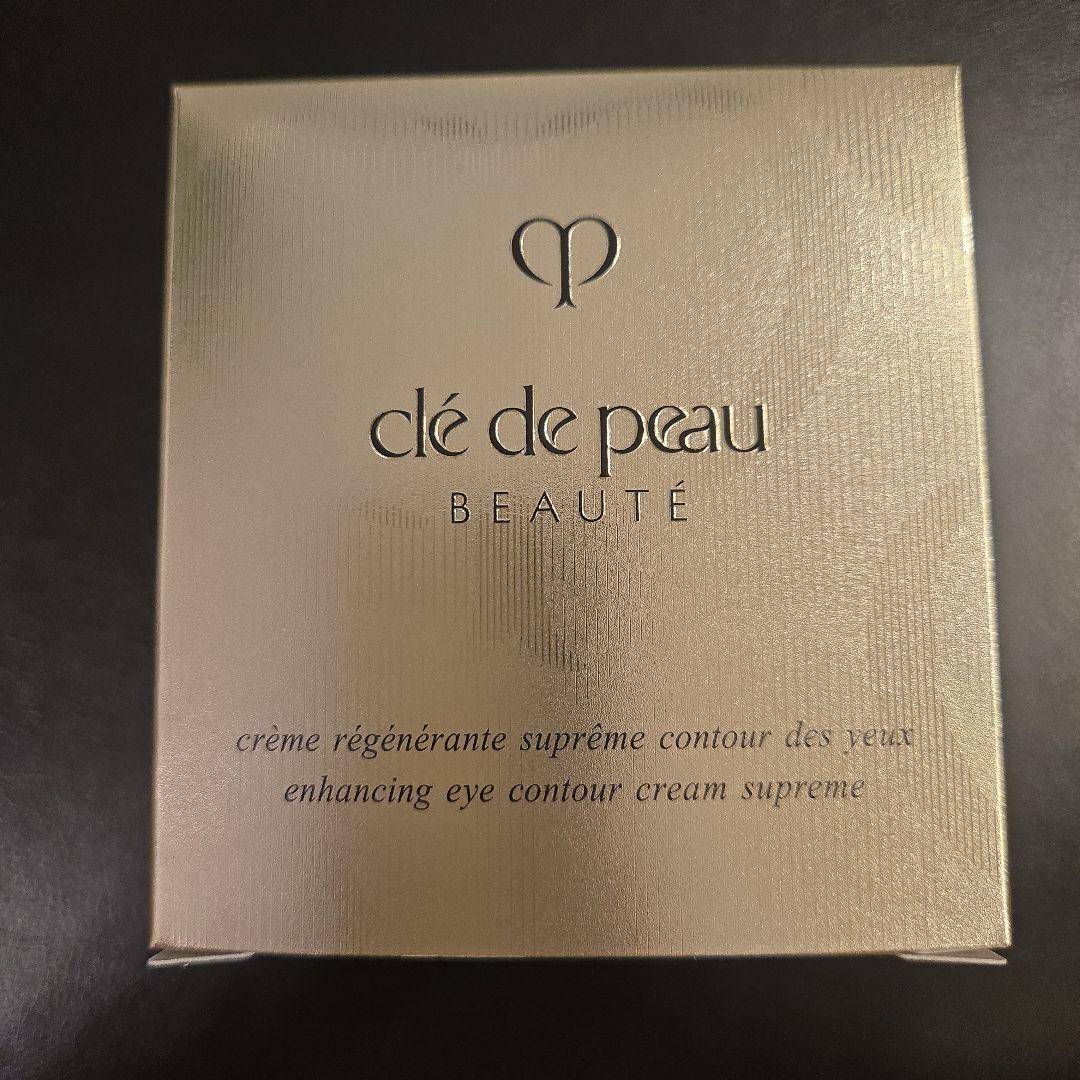 clé de peau
BEAUTÉ
crème régénérante suprême contour des yeux
enhancing eye contour cream supreme